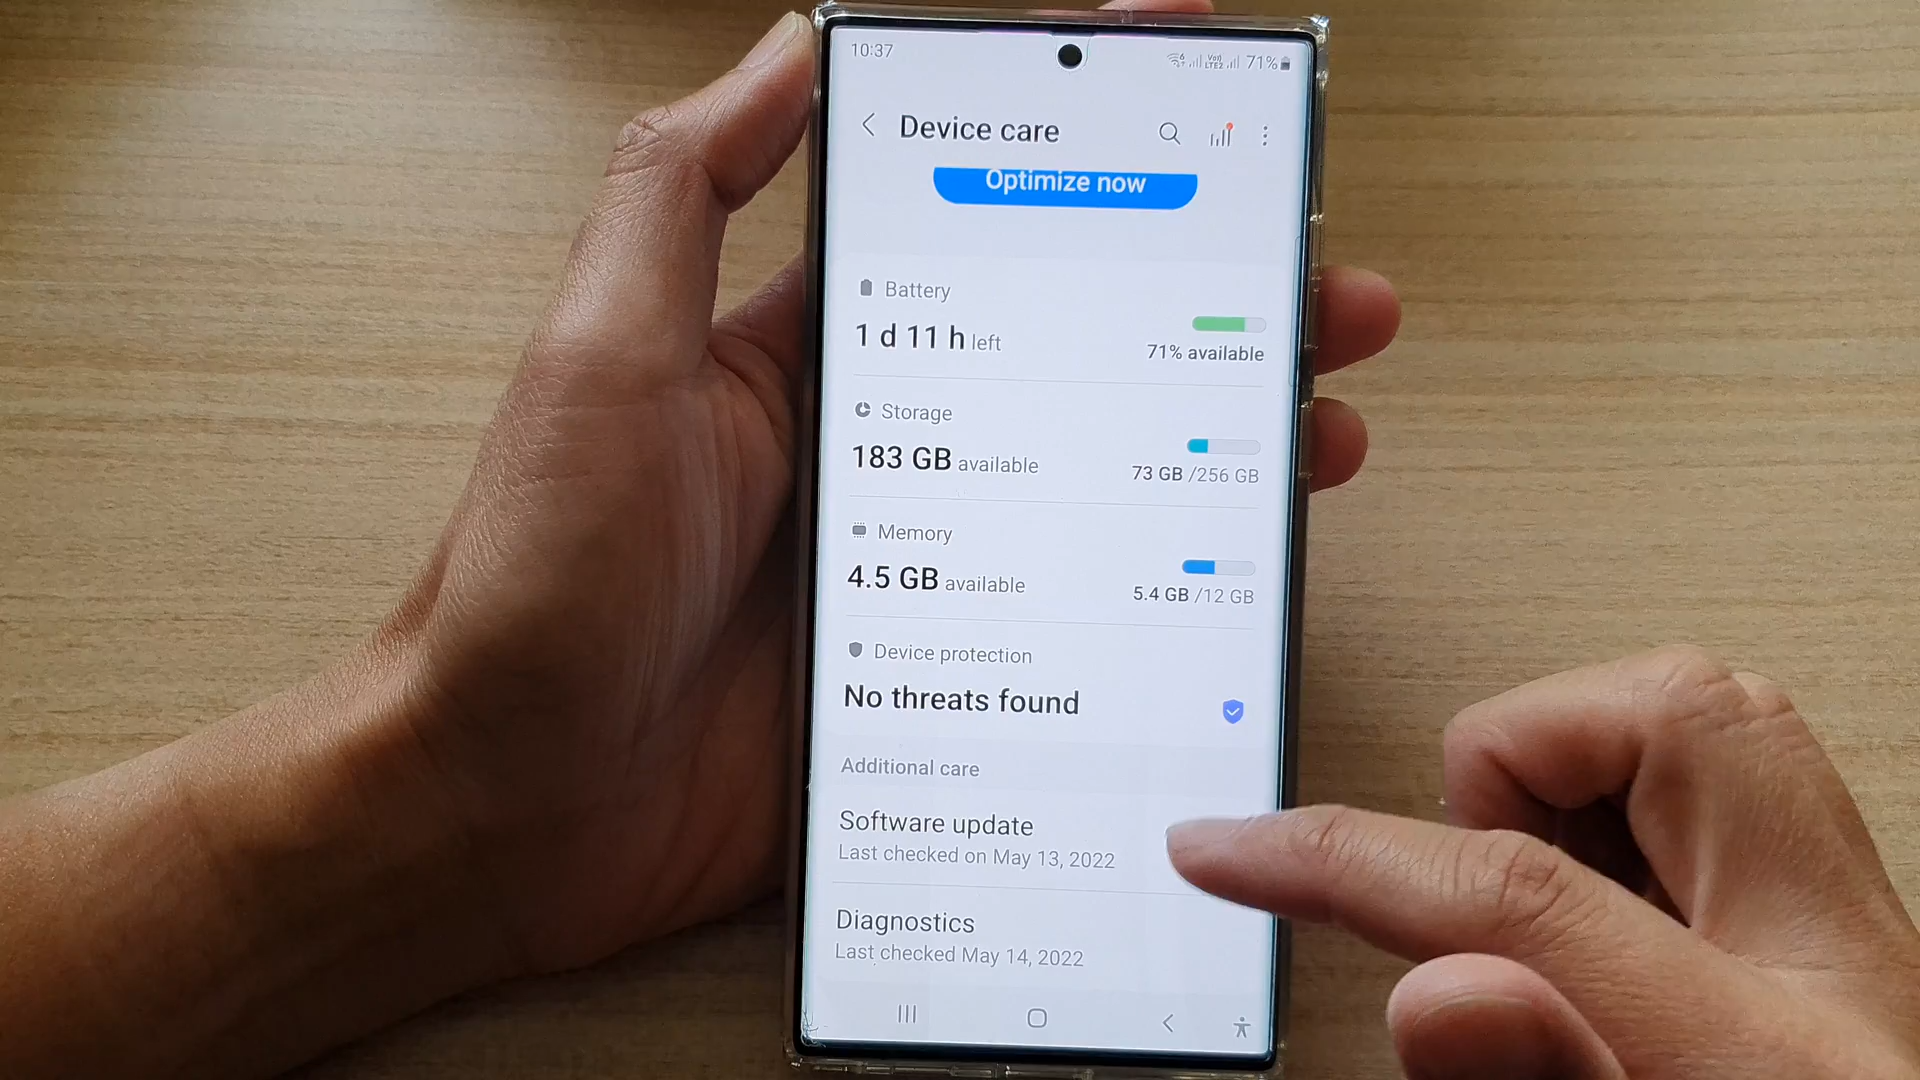 10:37
Vo)) LTE2 71%
Device care
Optimize now
Battery
1 d 11 h left
71% available
Storage
183 GB available
73 GB /256 GB
Memory
4.5 GB available
5.4 GB /12 GB
Device protection
No threats found
Additional care
Software update
Last checked on May 13, 2022
Diagnostics
Last checked May 14, 2022